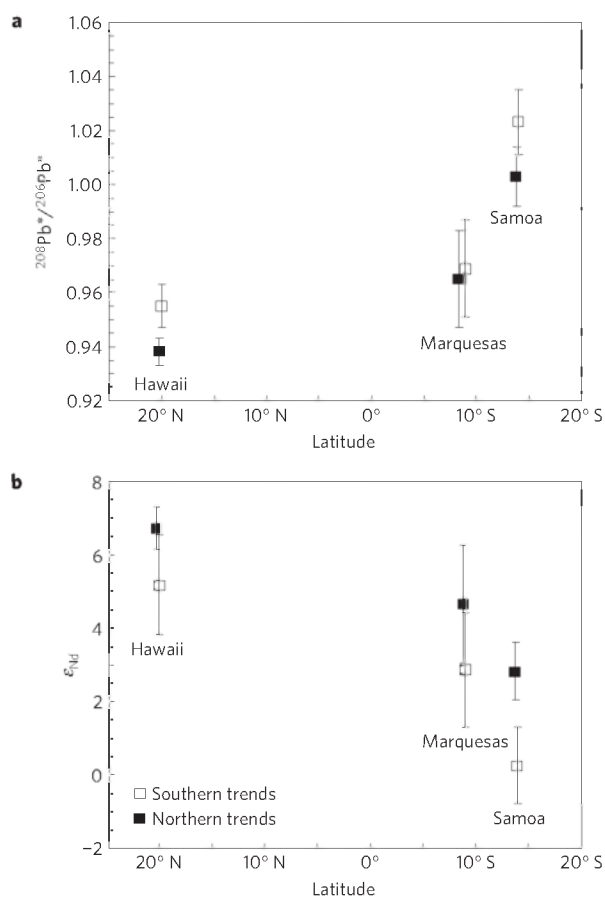 a
1.06
1.04
1.02
1.00
0.98
0.96
0.94
0.92
²⁰⁸Pb*/²⁰⁶Pb*
Samoa
Marquesas
Hawaii
20° N 10° N 0° 10° S 20° S
Latitude
b
8
6
4
2
0
−2
εNd
Hawaii
Marquesas
Samoa
Southern trends
Northern trends
20° N 10° N 0° 10° S 20° S
Latitude